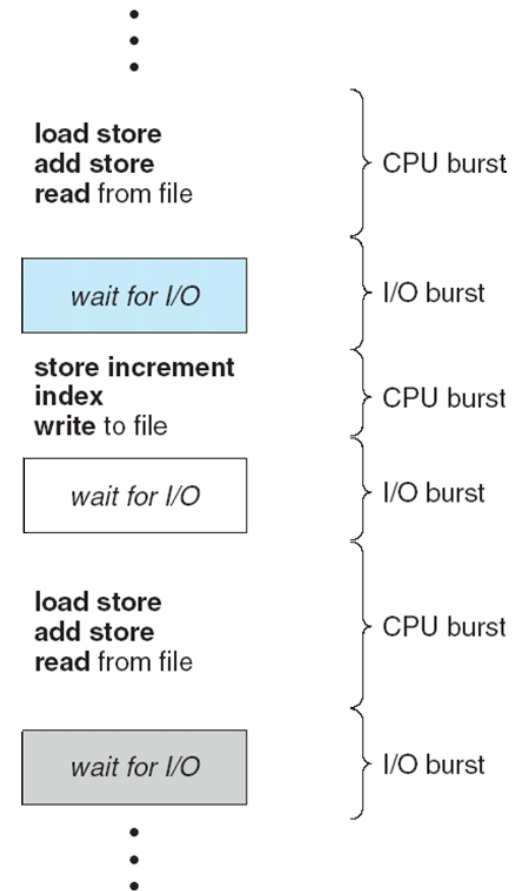 load store
add store
read from file
CPU burst
wait for I/O
I/O burst
store increment
index
write to file
CPU burst
wait for I/O
I/O burst
load store
add store
read from file
CPU burst
wait for I/O
I/O burst